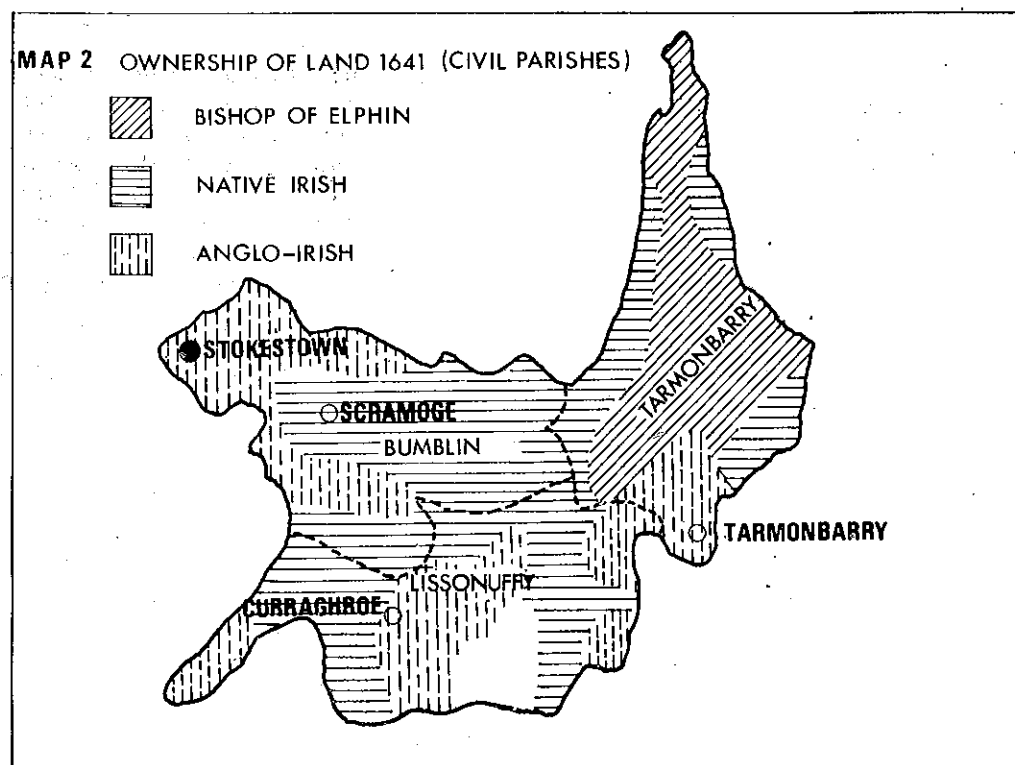 MAP 2 OWNERSHIP OF LAND 1641 (CIVIL PARISHES)
BISHOP OF ELPHIN
NATIVE IRISH
ANGLO-IRISH
STOKESTOWN
TARMONBARRY
SCRAMOGE
BUMBLIN
TARMONBARRY
LISSONUFFY
CURRAGHROE